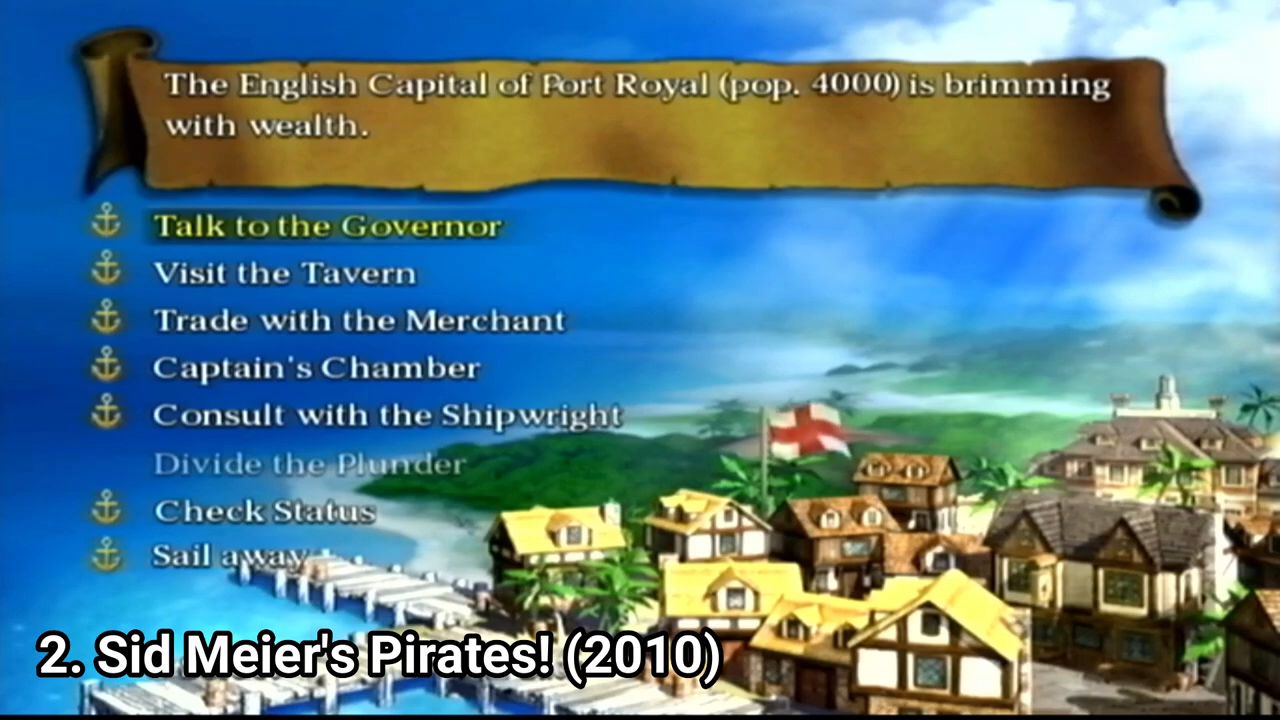 The English Capital of Port Royal (pop. 4000) is brimming
with wealth.
Talk to the Governor
Visit the Tavern
Trade with the Merchant
Captain's Chamber
Consult with the Shipwright
Divide the Plunder
Check Status
Sail away
2. Sid Meier's Pirates! (2010)